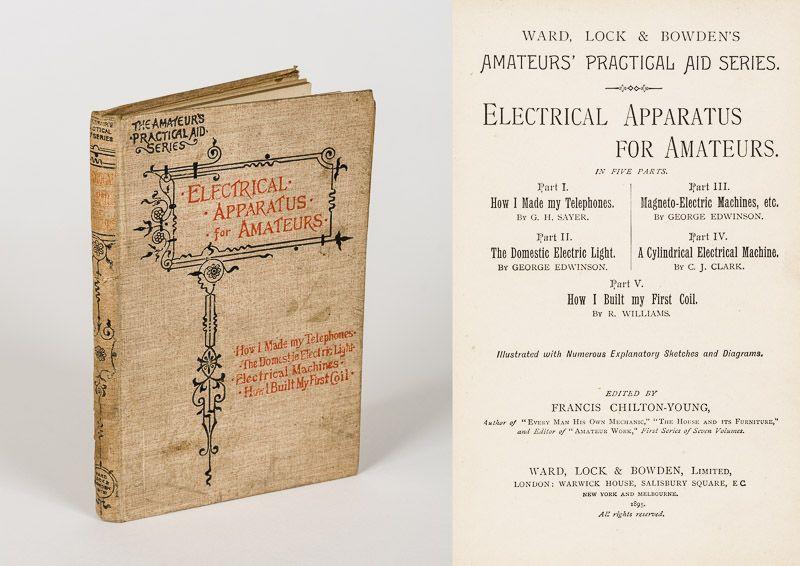 THE AMATEUR'S
PRACTICAL AID
SERIES
ELECTRICAL
APPARATUS
for AMATEURS
How I Made my Telephones
The Domestic Electric Light
Electrical Machines
How I Built My First Coil
WARD, LOCK & BOWDEN'S
AMATEURS' PRACTICAL AID SERIES.
ELECTRICAL APPARATUS
FOR AMATEURS.
IN FIVE PARTS.
Part I.
How I Made my Telephones.
BY G. H. SAYER.
Part II.
The Domestic Electric Light.
BY GEORGE EDWINSON.
Part III.
Magneto-Electric Machines, etc.
BY GEORGE EDWINSON.
Part IV.
A Cylindrical Electrical Machine.
BY C. J. CLARK.
Part V.
How I Built my First Coil.
BY R. WILLIAMS.
Illustrated with Numerous Explanatory Sketches and Diagrams.
EDITED BY
FRANCIS CHILTON-YOUNG,
Author of "EVERY MAN HIS OWN MECHANIC," "THE HOUSE AND ITS FURNITURE,"
and Editor of "AMATEUR WORK," First Series of Seven Volumes.
WARD, LOCK & BOWDEN, LIMITED,
LONDON: WARWICK HOUSE, SALISBURY SQUARE, E C.
NEW YORK AND MELBOURNE.
1895.
All rights reserved.